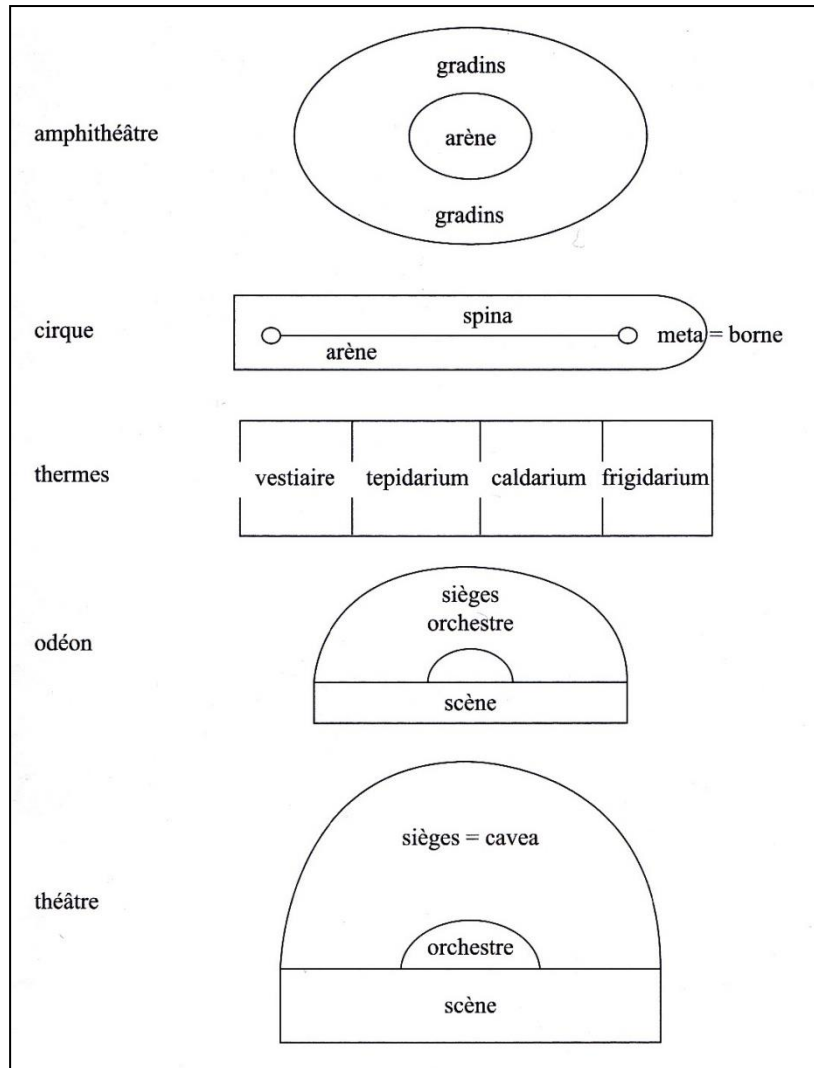 gradins
amphithéâtre
arène
gradins
cirque
spina
arène
meta = borne
thermes
vestiaire tepidarium caldarium frigidarium
sièges
orchestre
odéon
scène
sièges = cavea
théâtre
orchestre
scène